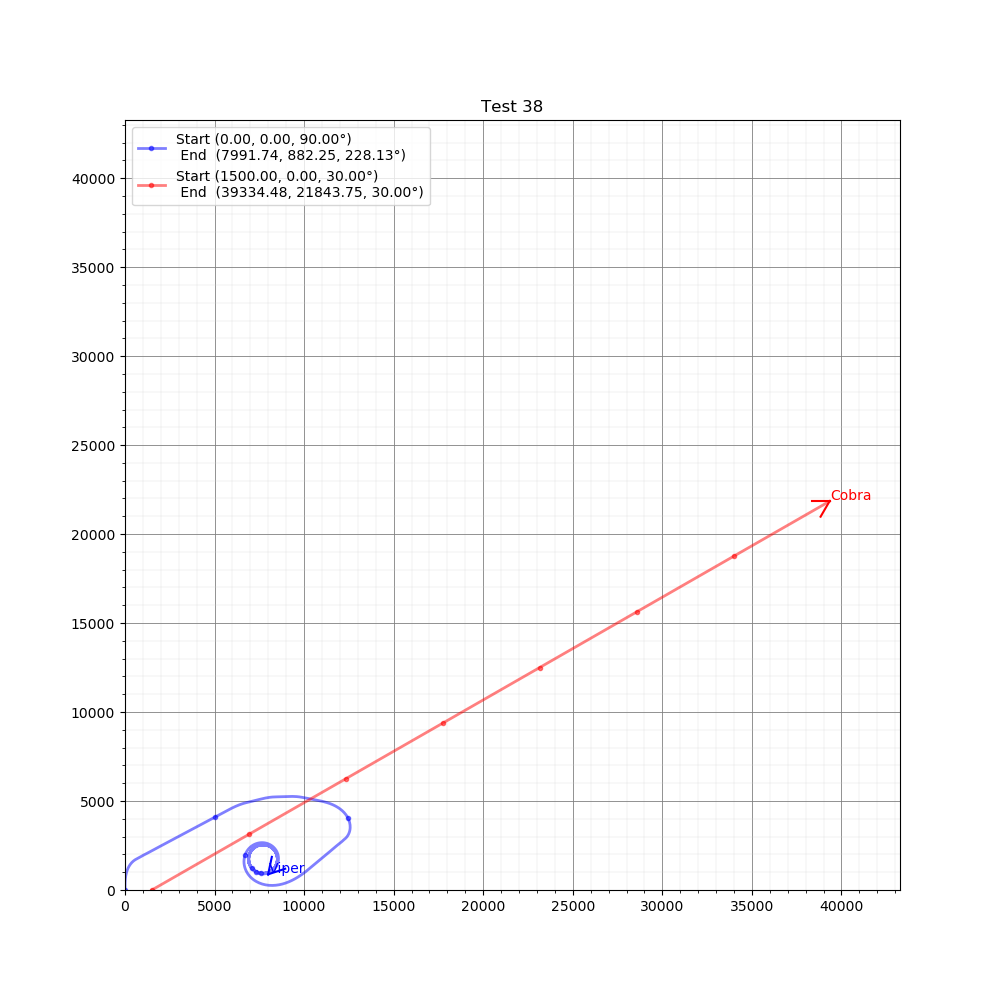 Test 38
Start (0.00, 0.00, 90.00°)
End (7991.74, 882.25, 228.13°)
Start (1500.00, 0.00, 30.00°)
End (39334.48, 21843.75, 30.00°)
40000
35000
30000
25000
20000
15000
10000
5000
0
Cobra
Viper
0 5000 10000 15000 20000 25000 30000 35000 40000